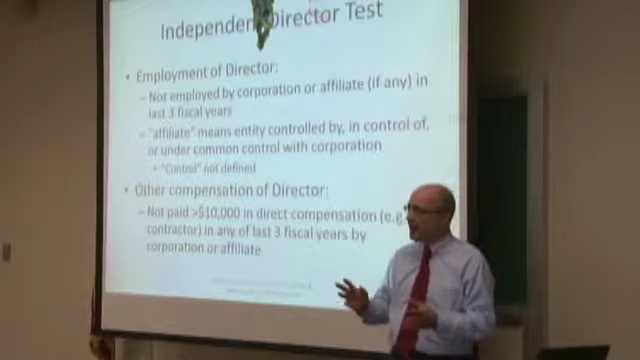 Independent Director Test
• Employment of Director:
– Not employed by corporation or affiliate (if any) in
last 3 fiscal years
– "affiliate" means entity controlled by, in control of,
or under common control with corporation
• "Control" not defined
• Other compensation of Director:
– Not paid >$10,000 in direct compensation (e.g
contractor) in any of last 3 fiscal years by
corporation or affiliate